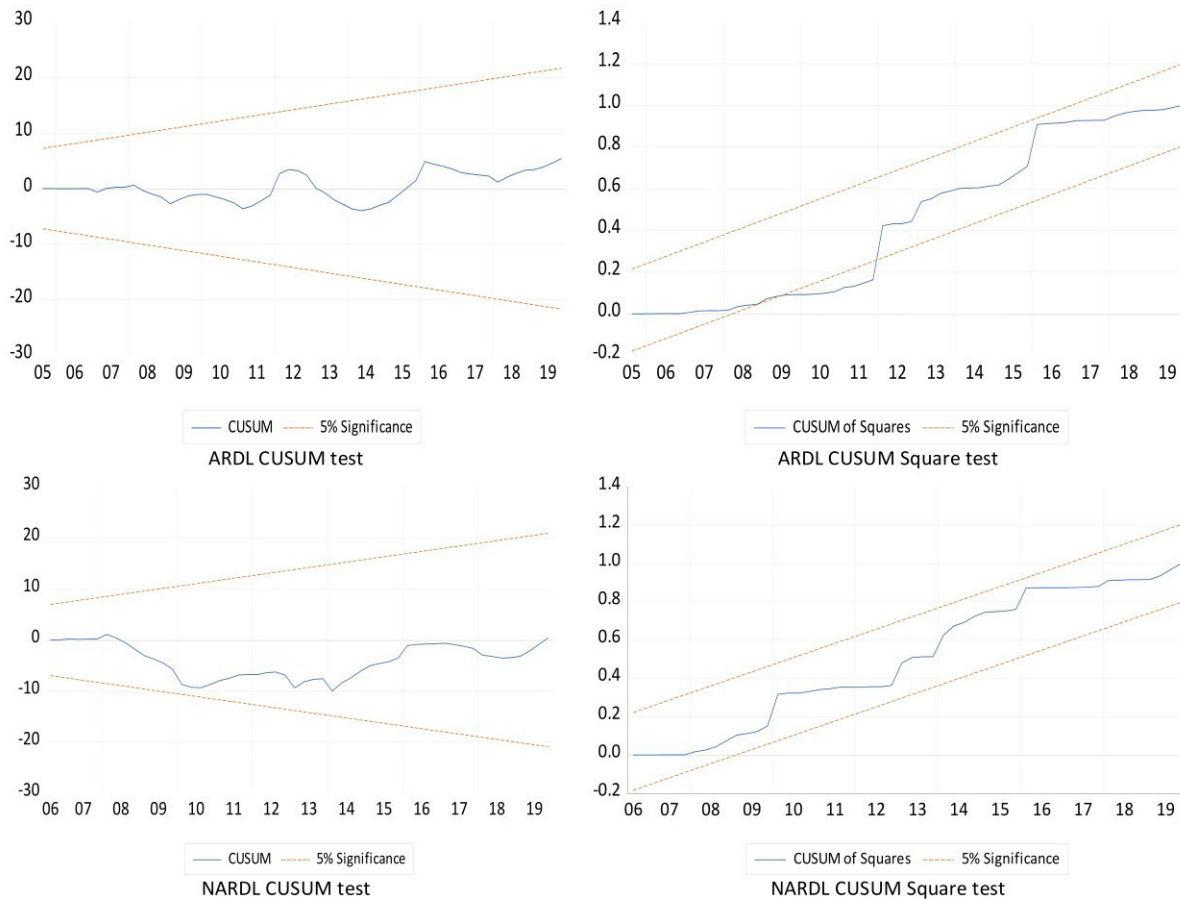 30
20
10
0
-10
-20
-30
05 06 07 08 09 10 11 12 13 14 15 16 17 18 19
CUSUM 5% Significance
ARDL CUSUM test
1.4
1.2
1.0
0.8
0.6
0.4
0.2
0.0
-0.2
05 06 07 08 09 10 11 12 13 14 15 16 17 18 19
CUSUM of Squares 5% Significance
ARDL CUSUM Square test
30
20
10
0
-10
-20
-30
06 07 08 09 10 11 12 13 14 15 16 17 18 19
CUSUM 5% Significance
NARDL CUSUM test
1.4
1.2
1.0
0.8
0.6
0.4
0.2
0.0
-0.2
06 07 08 09 10 11 12 13 14 15 16 17 18 19
CUSUM of Squares 5% Significance
NARDL CUSUM Square test